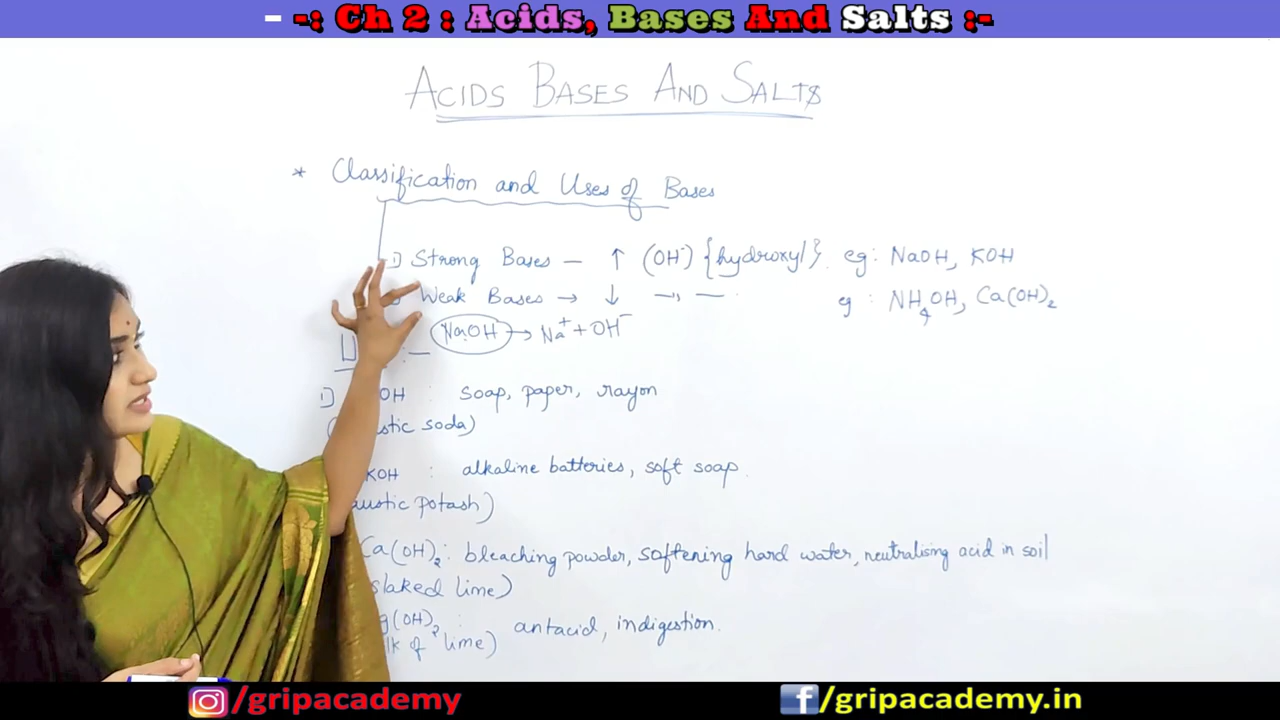 - -: Ch 2 : Acids, Bases And Salts :-
ACIDS BASES AND SALTS
* Classification and Uses of Bases
1) Strong Bases — ↑ (OH⁻) {hydroxyl}. eg: NaOH, KOH
Weak Bases → ↓ —〃— eg : NH₄OH, Ca(OH)₂
NaOH → Na⁺ + OH⁻
:—
1) OH : soap, paper, rayon
stic soda)
KOH : alkaline batteries, soft soap.
austic potash)
Ca(OH)₂: bleaching powder, softening hard water, neutralising acid in soil
slaked lime)
g(OH)₂ : antacid, indigestion.
lk of lime)
/gripacademy f/gripacademy.in